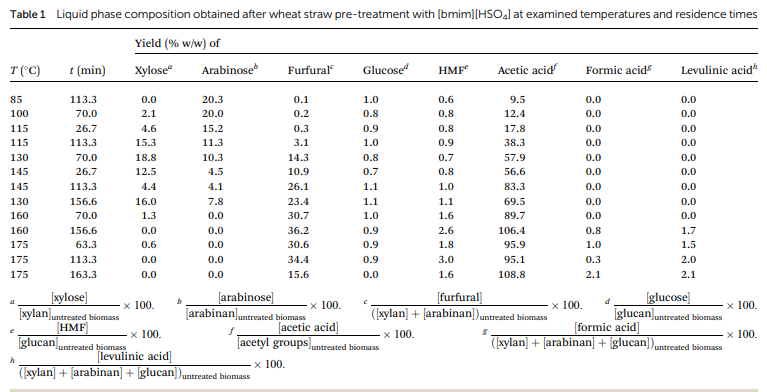 Table 1 Liquid phase composition obtained after wheat straw pre-treatment with [bmim][HSO₄] at examined temperatures and residence times
Yield (% w/w) of
T (°C) t (min) Xyloseᵃ Arabinoseᵇ Furfuralᶜ Glucoseᵈ HMFᵉ Acetic acidᶠ Formic acidᵍ Levulinic acidʰ
85 113.3 0.0 20.3 0.1 1.0 0.6 9.5 0.0 0.0
100 70.0 2.1 20.0 0.2 0.8 0.8 12.4 0.0 0.0
115 26.7 4.6 15.2 0.3 0.9 0.8 17.8 0.0 0.0
115 113.3 15.3 11.3 3.1 1.0 0.9 38.3 0.0 0.0
130 70.0 18.8 10.3 14.3 0.8 0.7 57.9 0.0 0.0
145 26.7 12.5 4.5 10.9 0.7 0.8 56.6 0.0 0.0
145 113.3 4.4 4.1 26.1 1.1 1.0 83.3 0.0 0.0
130 156.6 16.0 7.8 23.4 1.1 1.1 69.5 0.0 0.0
160 70.0 1.3 0.0 30.7 1.0 1.6 89.7 0.0 0.0
160 156.6 0.0 0.0 36.2 0.9 2.6 106.4 0.8 1.7
175 63.3 0.6 0.0 30.6 0.9 1.8 95.9 1.0 1.5
175 113.3 0.0 0.0 34.4 0.9 3.0 95.1 0.3 2.0
175 163.3 0.0 0.0 15.6 0.0 1.6 108.8 2.1 2.1
a [xylose] / [xylan]untreated biomass × 100. b [arabinose] / [arabinan]untreated biomass × 100. c [furfural] / ([xylan] + [arabinan])untreated biomass × 100. d [glucose] / [glucan]untreated biomass × 100.
e [HMF] / [glucan]untreated biomass × 100. f [acetic acid] / [acetyl groups]untreated biomass × 100. g [formic acid] / ([xylan] + [arabinan] + [glucan])untreated biomass × 100.
h [levulinic acid] / ([xylan] + [arabinan] + [glucan])untreated biomass × 100.